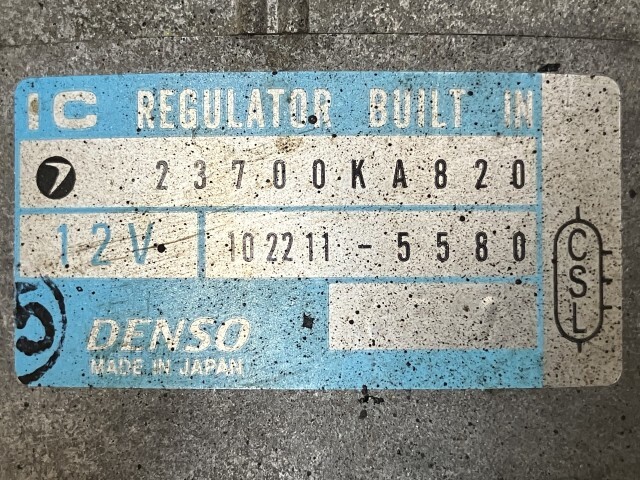 IC REGULATOR BUILT IN
23700KA820
12V 102211-5580
5
DENSO
MADE IN JAPAN
CSL